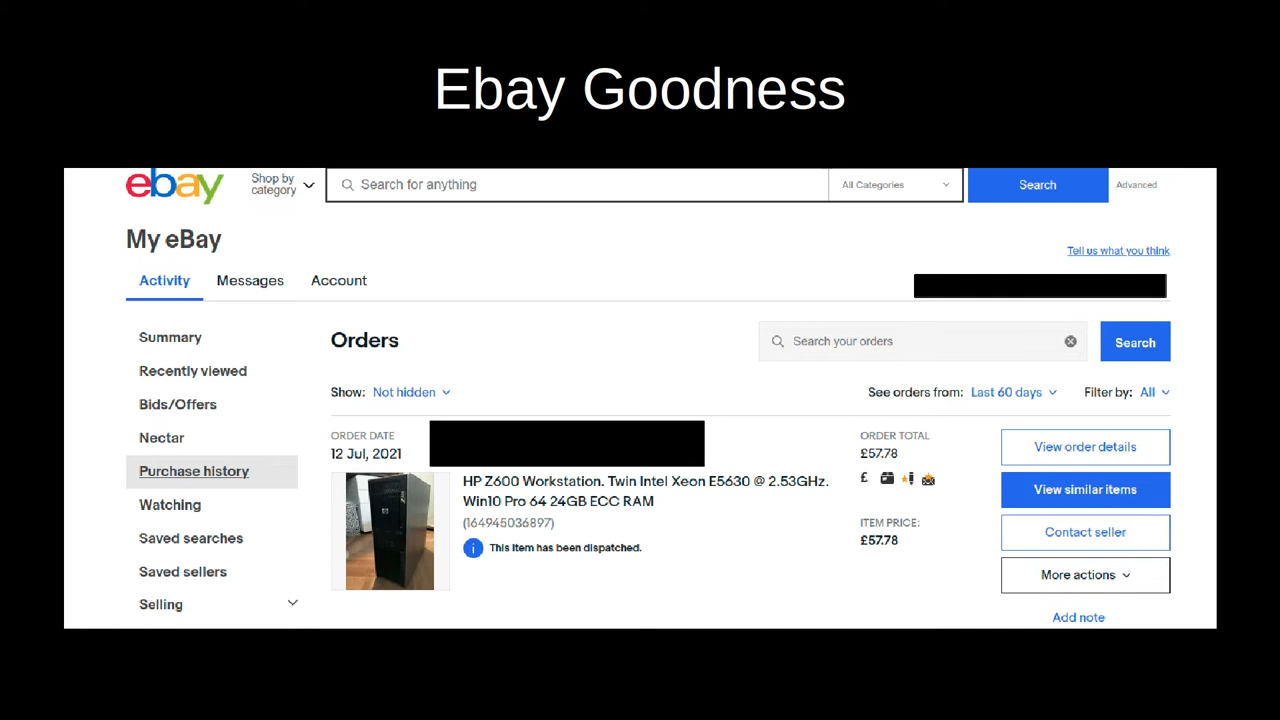 Ebay Goodness
ebay
Shop by
category
Search for anything
All Categories
Search
Advanced
My eBay
Tell us what you think
Activity
Messages
Account
Summary
Recently viewed
Bids/Offers
Nectar
Purchase history
Watching
Saved searches
Saved sellers
Selling
Orders
Search your orders
Search
Show: Not hidden
See orders from: Last 60 days
Filter by: All
ORDER DATE
12 Jul, 2021
HP Z600 Workstation. Twin Intel Xeon E5630 @ 2.53GHz.
Win10 Pro 64 24GB ECC RAM
(164945036897)
This item has been dispatched.
ORDER TOTAL
£57.78
£
ITEM PRICE:
£57.78
View order details
View similar items
Contact seller
More actions
Add note